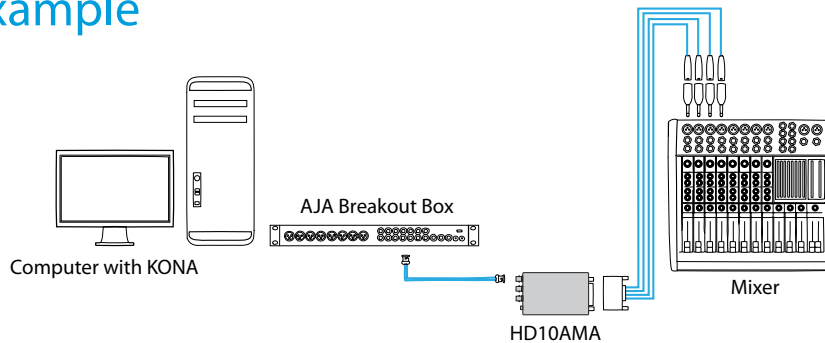 xample
AJA Breakout Box
Computer with KONA
Mixer
HD10AMA